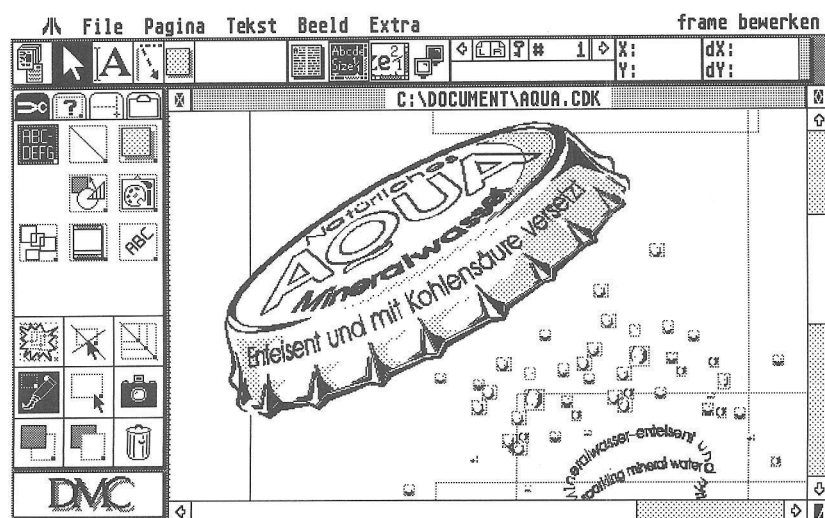 File Pagina Tekst Beeld Extra frame bewerken
# 1 X: dX:
Y: dY:
C:\DOCUMENT\AQUA.CDK
ABC-
DEFG
ABC
DMC
Natürliches
AQUA
Mineralwasser
Enteisent und mit Kohlensäure versetzt
Mineralwasser-enteisent und
sparkling mineral water